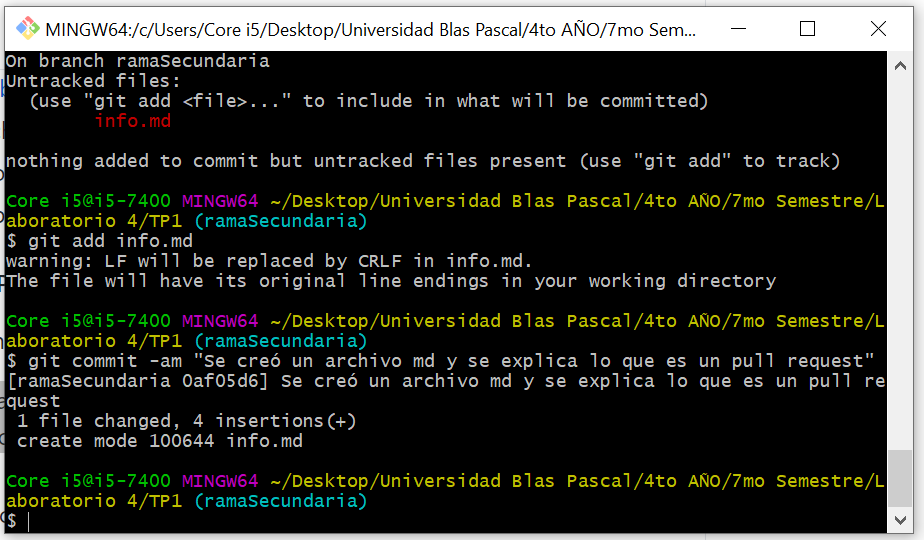 MINGW64:/c/Users/Core i5/Desktop/Universidad Blas Pascal/4to AÑO/7mo Sem...
On branch ramaSecundaria
Untracked files:
  (use "git add <file>..." to include in what will be committed)
        info.md

nothing added to commit but untracked files present (use "git add" to track)

Core i5@i5-7400 MINGW64 ~/Desktop/Universidad Blas Pascal/4to AÑO/7mo Semestre/L
aboratorio 4/TP1 (ramaSecundaria)
$ git add info.md
warning: LF will be replaced by CRLF in info.md.
The file will have its original line endings in your working directory

Core i5@i5-7400 MINGW64 ~/Desktop/Universidad Blas Pascal/4to AÑO/7mo Semestre/L
aboratorio 4/TP1 (ramaSecundaria)
$ git commit -am "Se creó un archivo md y se explica lo que es un pull request"
[ramaSecundaria 0af05d6] Se creó un archivo md y se explica lo que es un pull re
quest
 1 file changed, 4 insertions(+)
 create mode 100644 info.md

Core i5@i5-7400 MINGW64 ~/Desktop/Universidad Blas Pascal/4to AÑO/7mo Semestre/L
aboratorio 4/TP1 (ramaSecundaria)
$